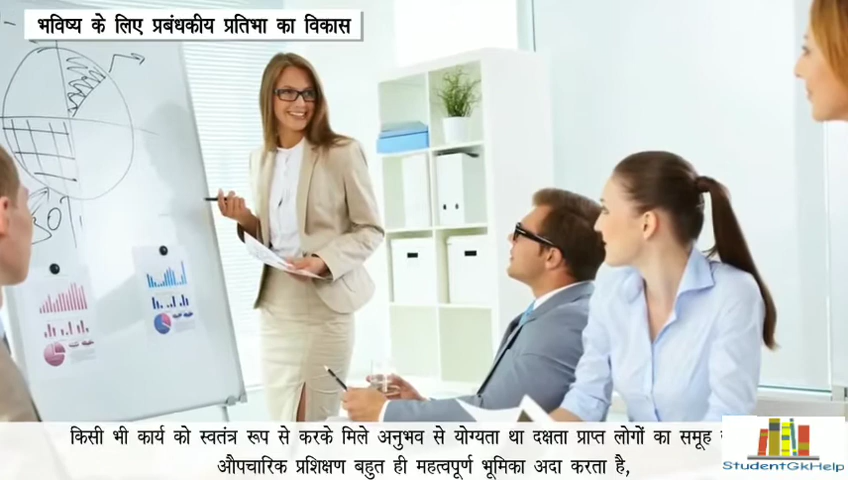 भविष्य के लिए प्रबंधकीय प्रतिभा का विकास
किसी भी कार्य को स्वतंत्र रूप से करके मिले अनुभव से योग्यता था दक्षता प्राप्त लोगों का समूह
औपचारिक प्रशिक्षण बहुत ही महत्वपूर्ण भूमिका अदा करता है,
StudentGkHelp